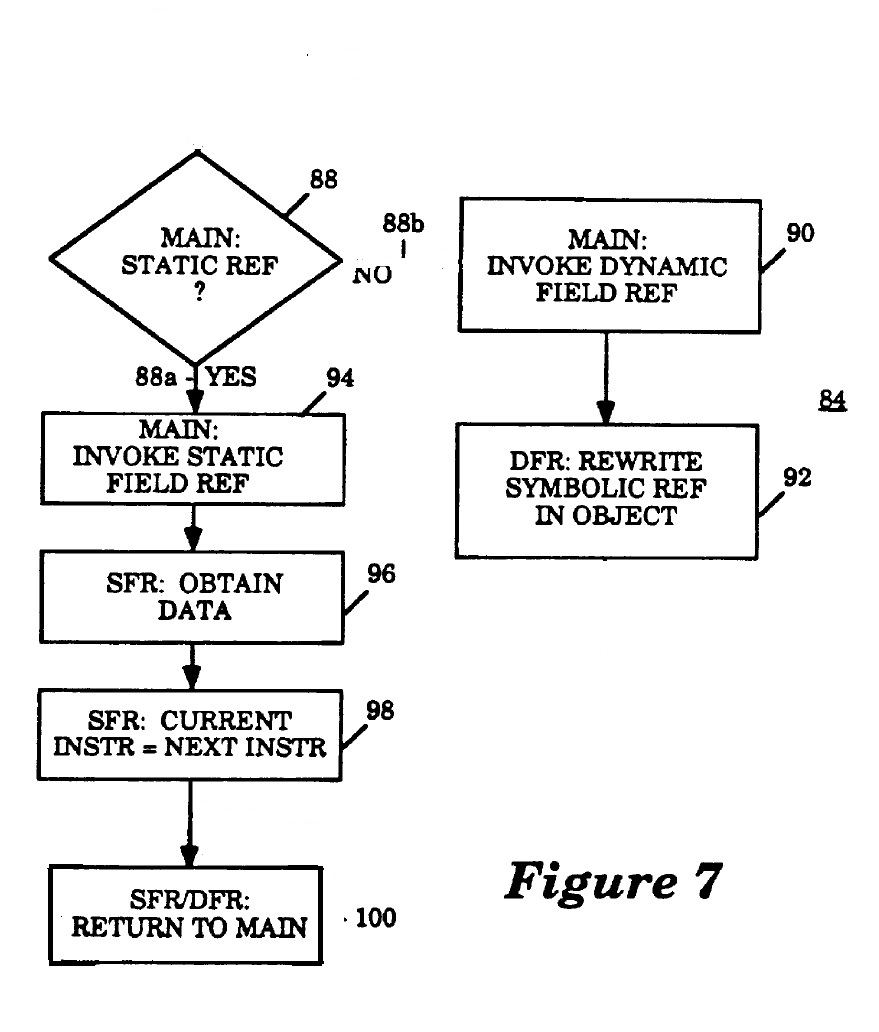 88
MAIN:
STATIC REF
?
88b
NO
88a - YES
94
MAIN:
INVOKE STATIC
FIELD REF
SFR: OBTAIN
DATA
96
SFR: CURRENT
INSTR = NEXT INSTR
98
SFR/DFR:
RETURN TO MAIN
100
MAIN:
INVOKE DYNAMIC
FIELD REF
90
84
DFR: REWRITE
SYMBOLIC REF
IN OBJECT
92
Figure 7